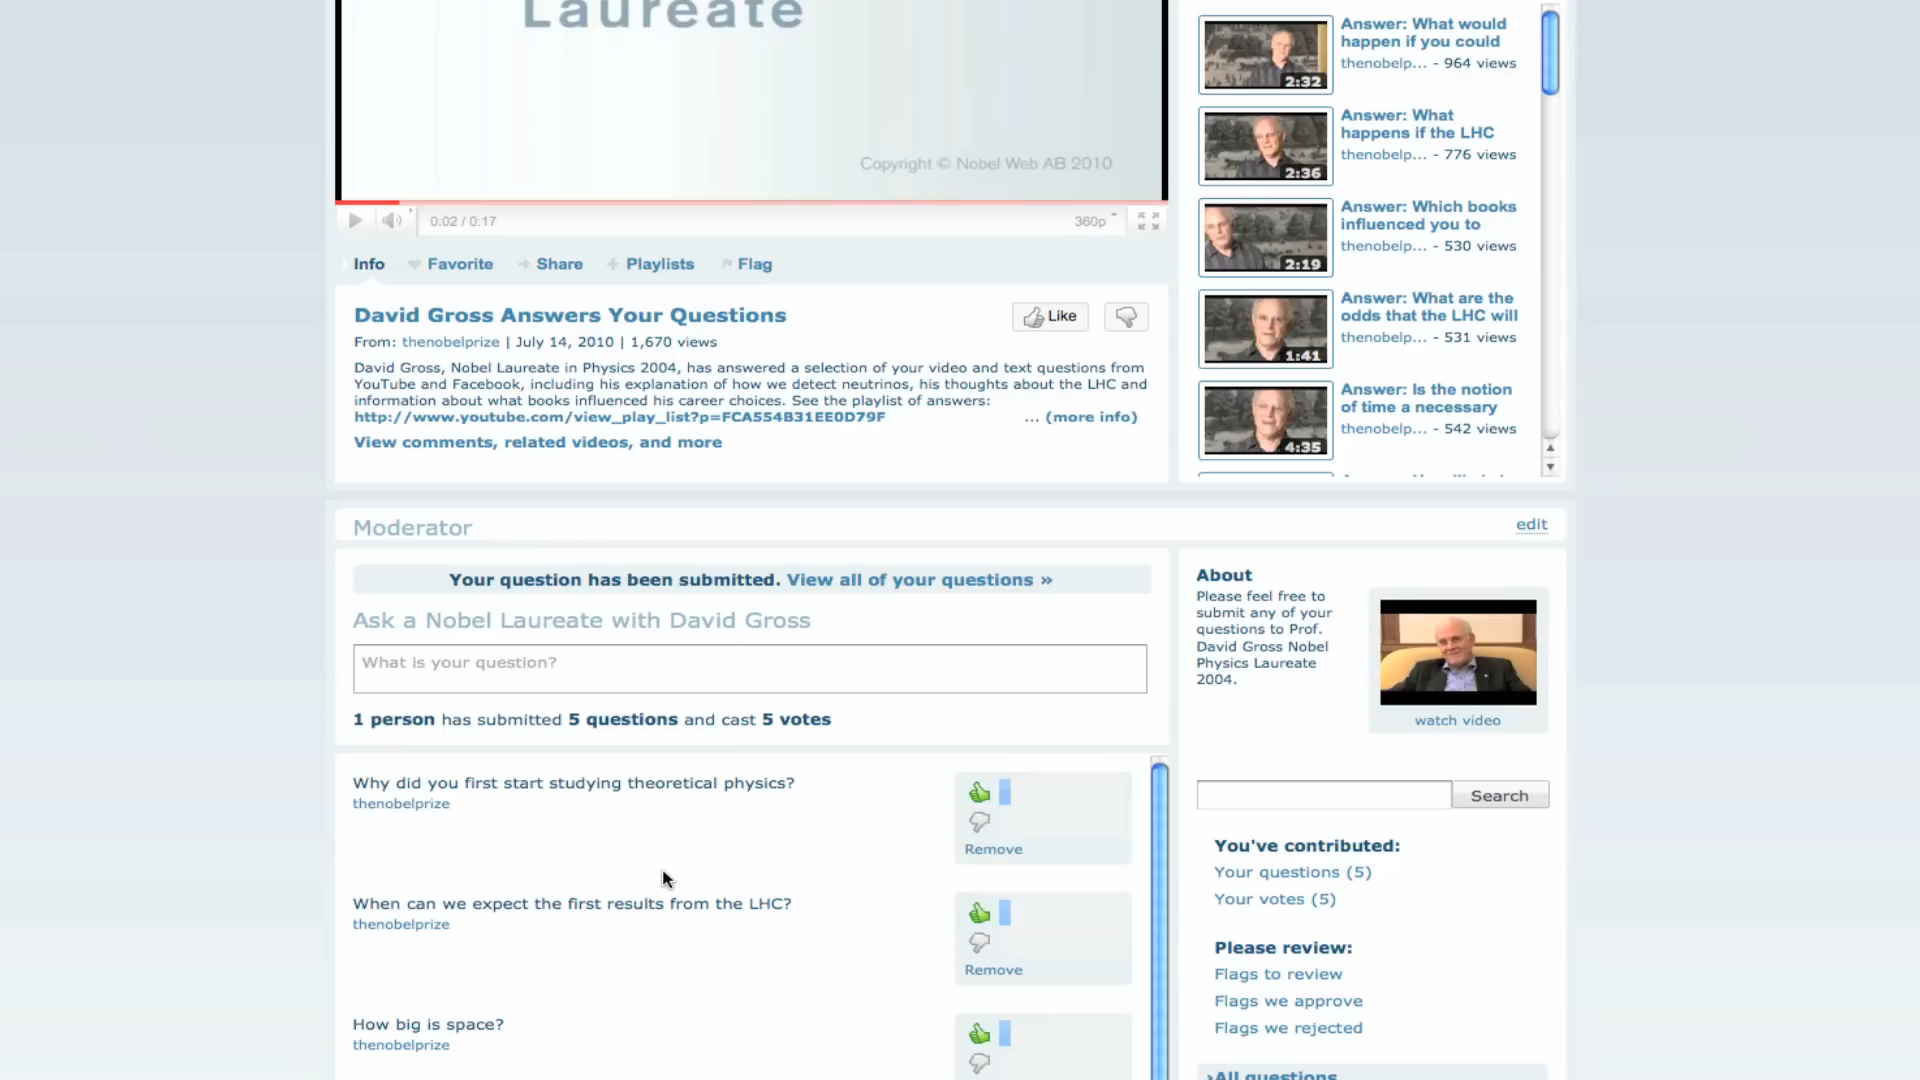 Laureate
Copyright © Nobel Web AB 2010
0:02 / 0:17
360p
Info
Favorite
Share
Playlists
Flag
David Gross Answers Your Questions
Like
From: thenobelprize | July 14, 2010 | 1,670 views
David Gross, Nobel Laureate in Physics 2004, has answered a selection of your video and text questions from
YouTube and Facebook, including his explanation of how we detect neutrinos, his thoughts about the LHC and
information about what books influenced his career choices. See the playlist of answers:
http://www.youtube.com/view_play_list?p=FCA554B31EE0D79F
... (more info)
View comments, related videos, and more
Answer: What would
happen if you could
thenobelp... - 964 views
2:32
Answer: What
happens if the LHC
thenobelp... - 776 views
2:36
Answer: Which books
influenced you to
thenobelp... - 530 views
2:19
Answer: What are the
odds that the LHC will
thenobelp... - 531 views
1:41
Answer: Is the notion
of time a necessary
thenobelp... - 542 views
4:35
Moderator
edit
Your question has been submitted. View all of your questions »
Ask a Nobel Laureate with David Gross
What is your question?
1 person has submitted 5 questions and cast 5 votes
Why did you first start studying theoretical physics?
thenobelprize
Remove
When can we expect the first results from the LHC?
thenobelprize
Remove
How big is space?
thenobelprize
About
Please feel free to
submit any of your
questions to Prof.
David Gross Nobel
Physics Laureate
2004.
watch video
Search
You've contributed:
Your questions (5)
Your votes (5)
Please review:
Flags to review
Flags we approve
Flags we rejected
›All questions